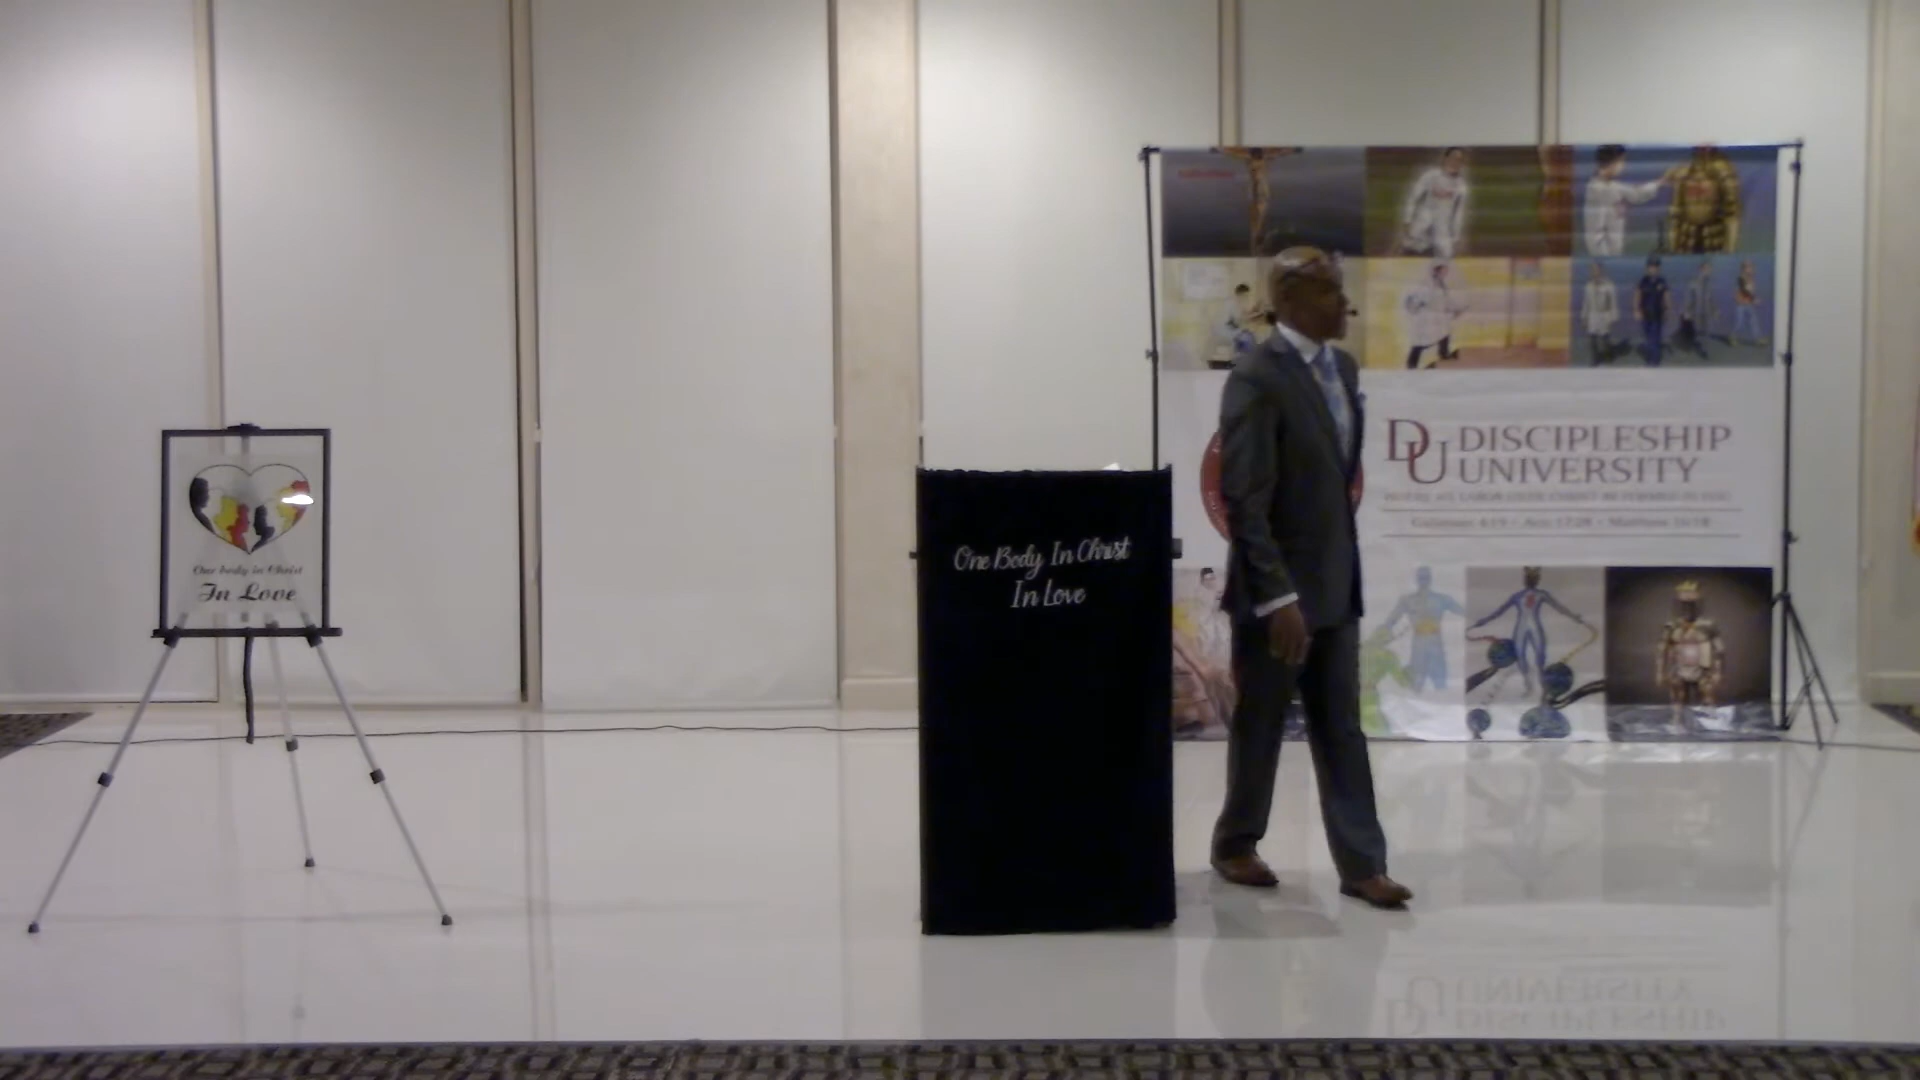 One body in Christ
In Love
One Body In Christ
In Love
DU DISCIPLESHIP
UNIVERSITY